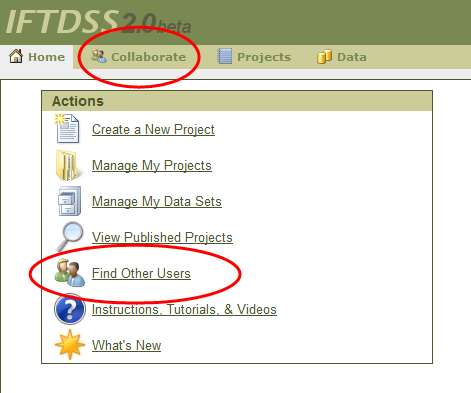 IFTDSS 2.0 beta
Home Collaborate Projects Data
Actions
Create a New Project
Manage My Projects
Manage My Data Sets
View Published Projects
Find Other Users
Instructions, Tutorials, & Videos
What's New